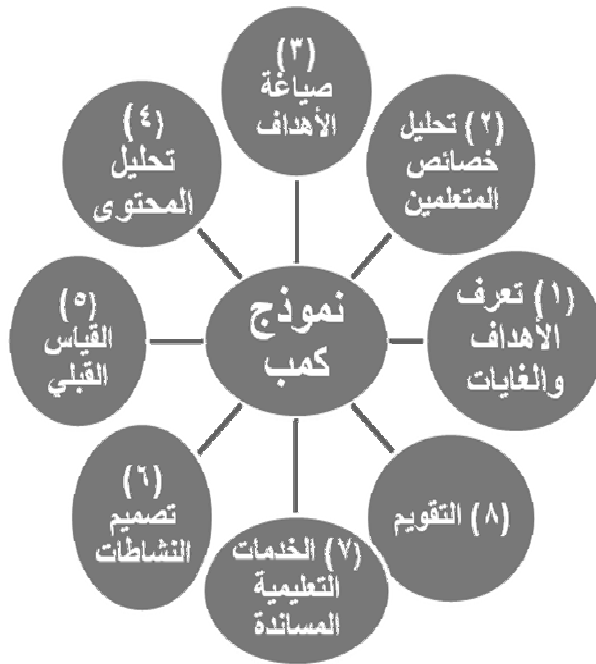 نموذج
كمب
(١) تعرف
الأهداف
والغايات
(٢) تحليل
خصائص
المتعلمين
(٣)
صياغة
الأهداف
(٤)
تحليل
المحتوى
(٥)
القياس
القبلي
(٦)
تصميم
النشاطات
(٧) الخدمات
التعليمية
المساندة
(٨) التقويم